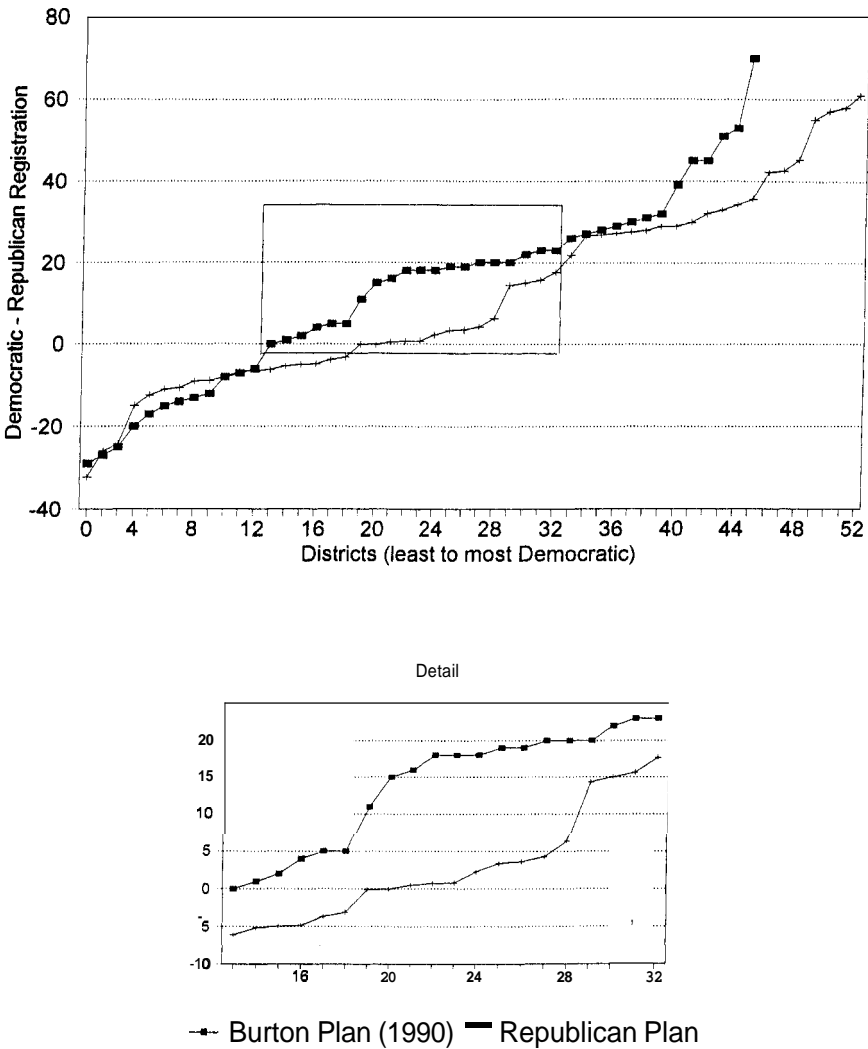 80
60
40
20
0
-20
-40
Democratic - Republican Registration
0 4 8 12 16 20 24 28 32 36 40 44 48 52
Districts (least to most Democratic)
Detail
20
15
10
5
0
-
5
-10
16 20 24 28 32
Burton Plan (1990) Republican Plan